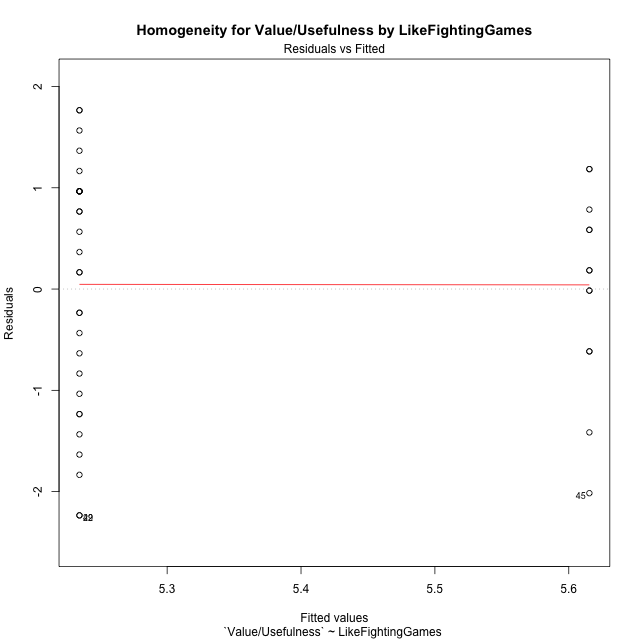 Homogeneity for Value/Usefulness by LikeFightingGames
Residuals vs Fitted
2
1
0
-1
-2
Residuals
45
5.3
5.4
5.5
5.6
Fitted values
`Value/Usefulness` ~ LikeFightingGames